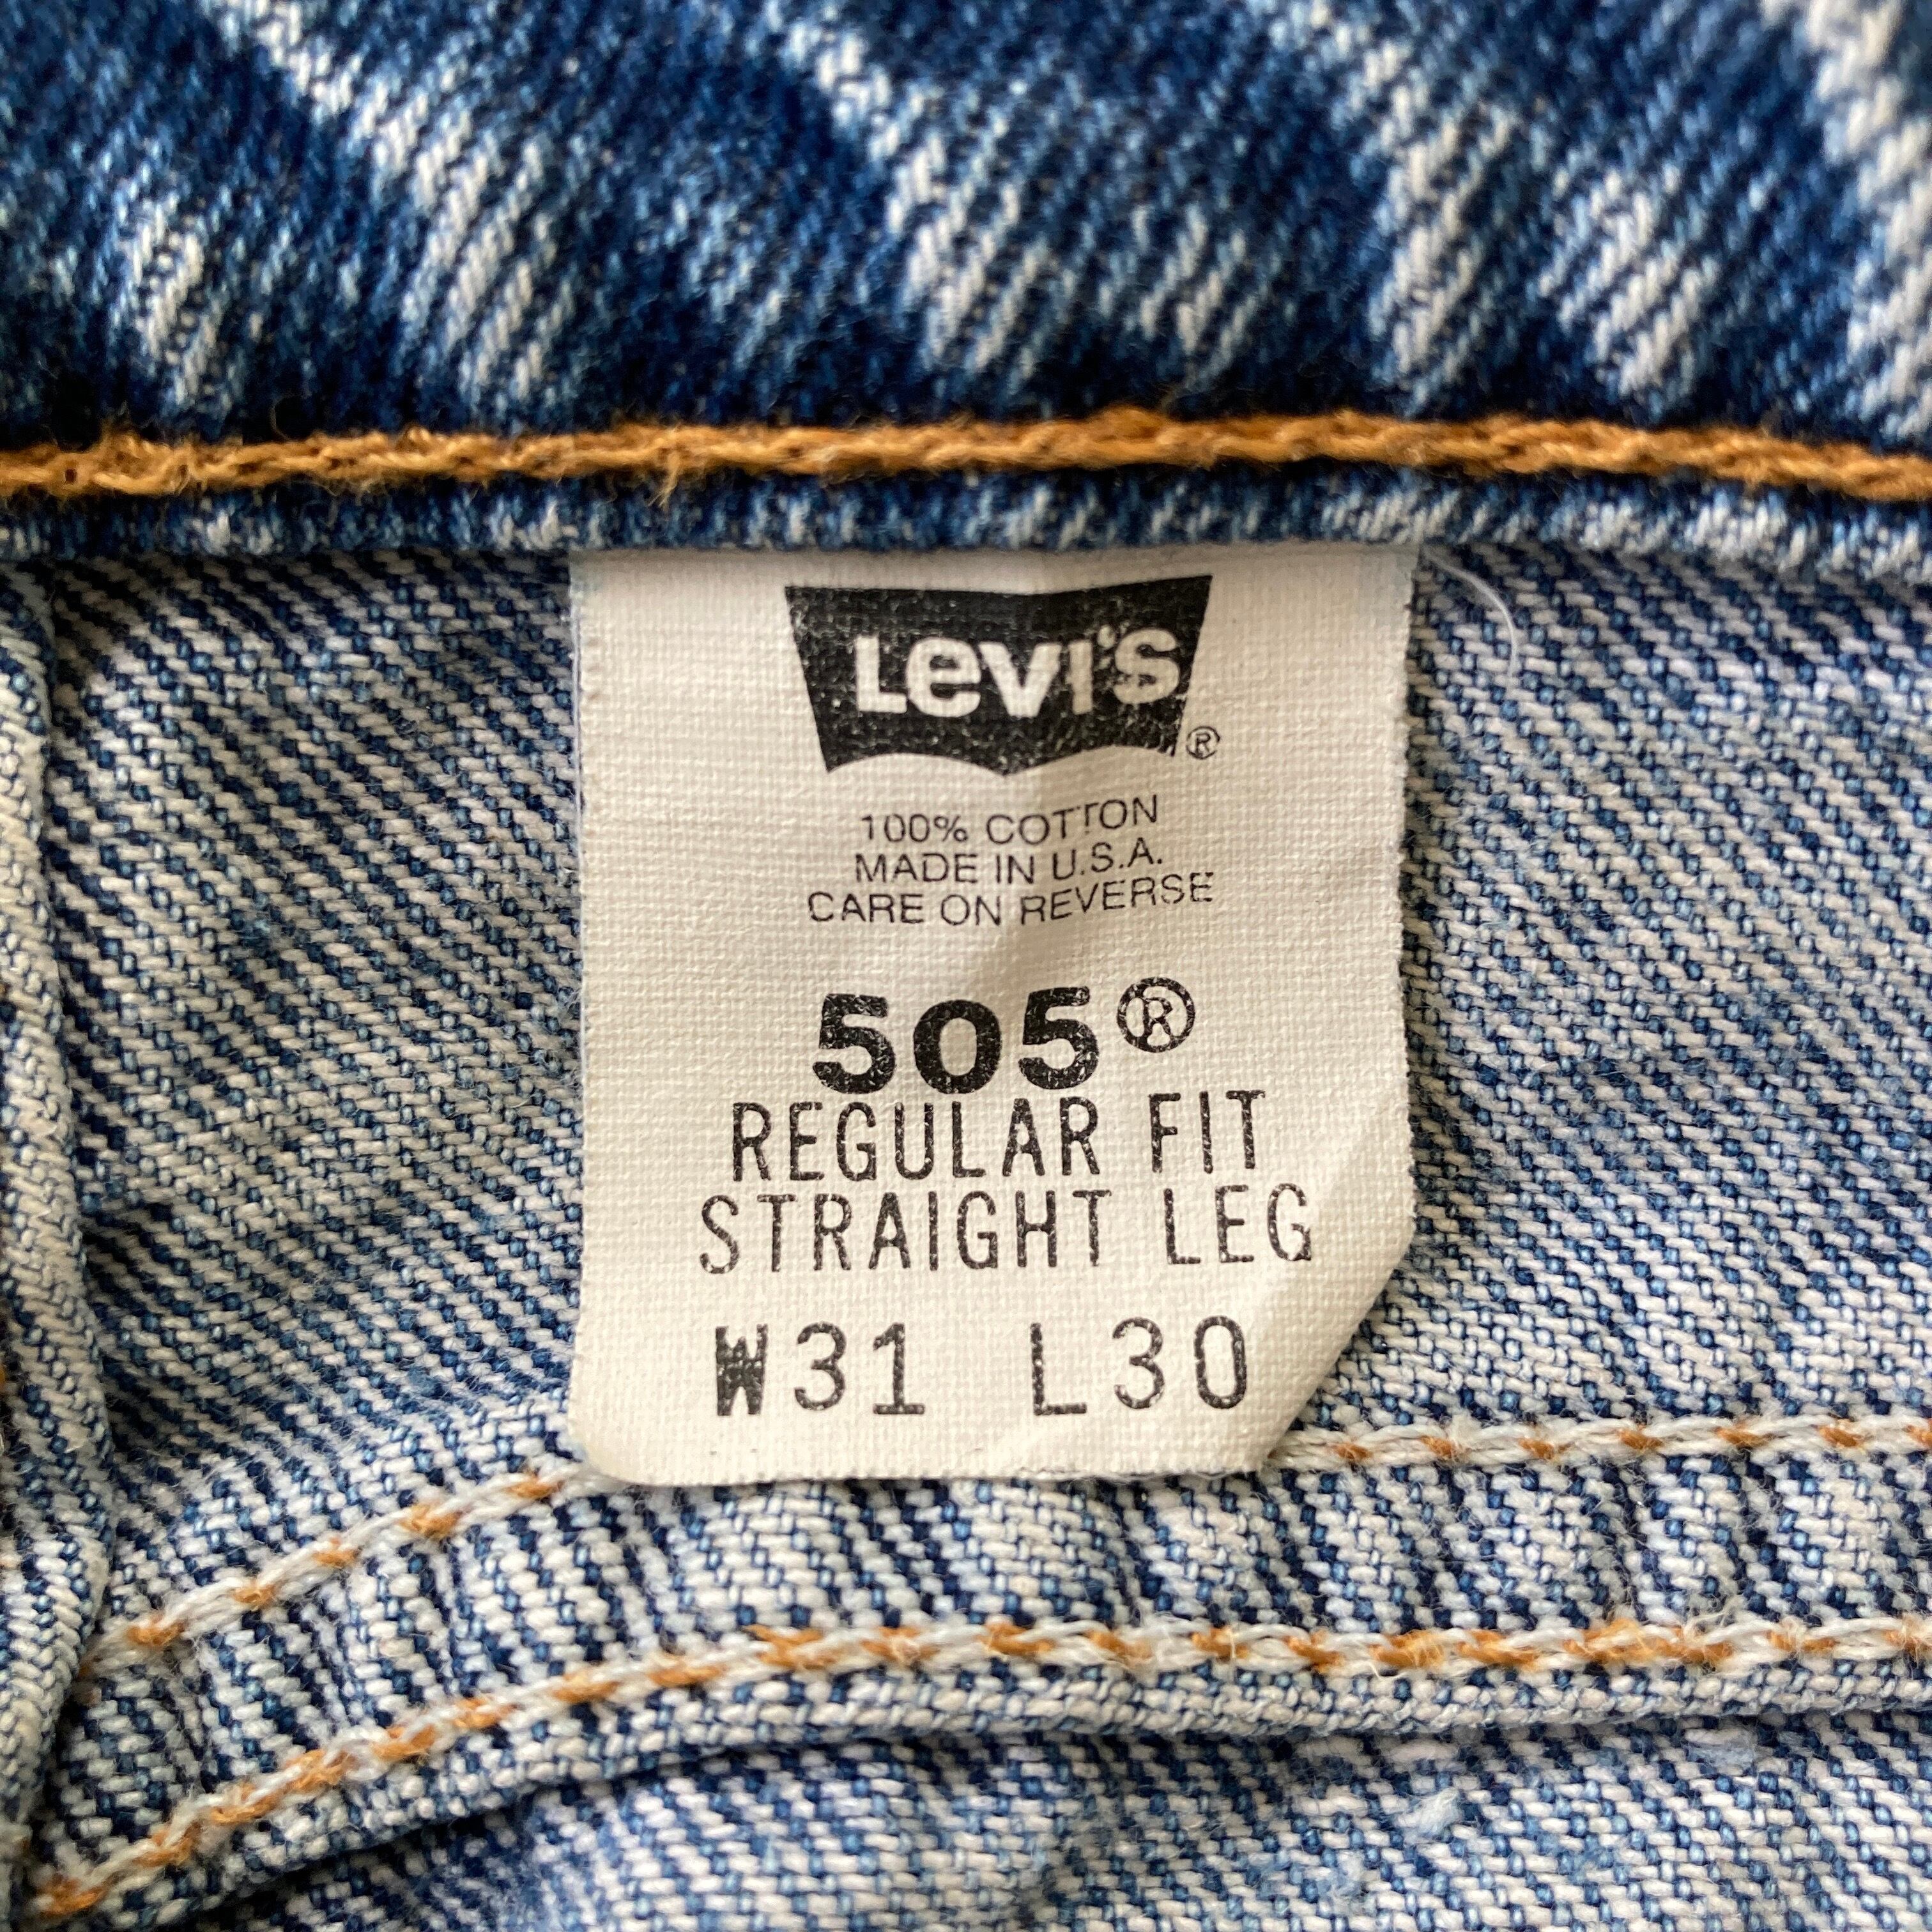 Levi's®
100% COTTON
MADE IN U.S.A.
CARE ON REVERSE
505®
REGULAR FIT
STRAIGHT LEG
W31 L30